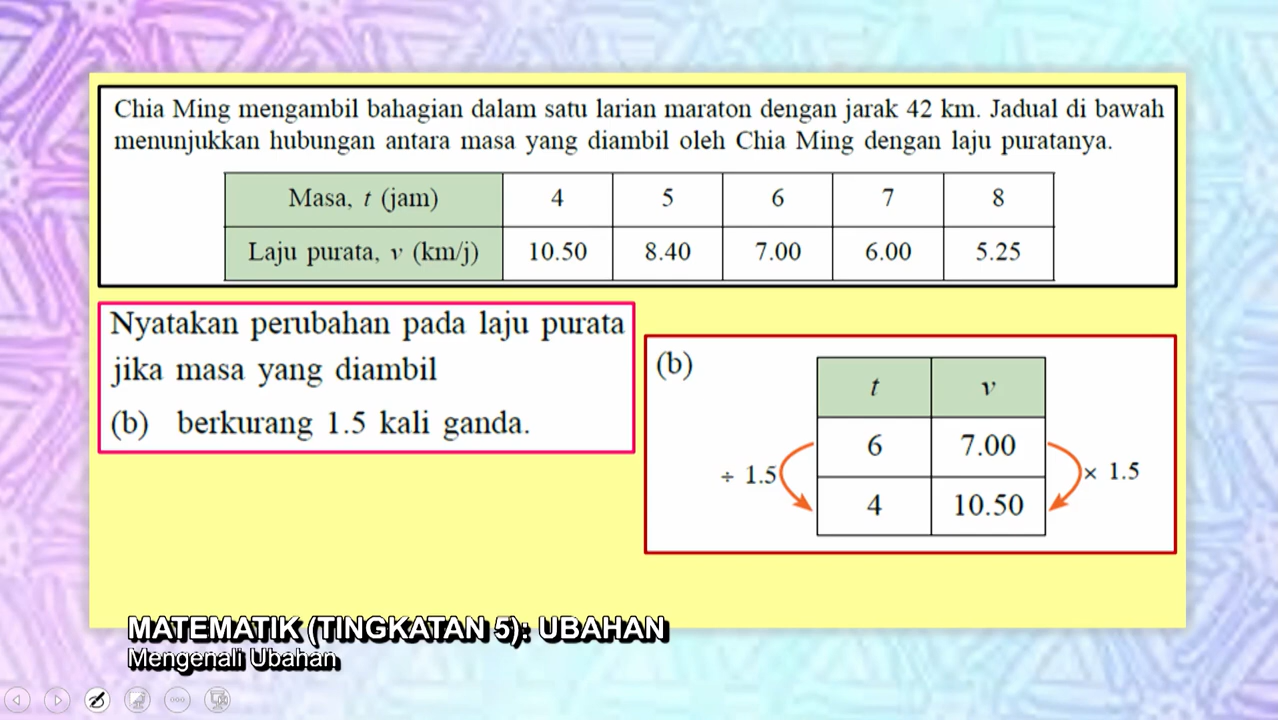 Chia Ming mengambil bahagian dalam satu larian maraton dengan jarak 42 km. Jadual di bawah
menunjukkan hubungan antara masa yang diambil oleh Chia Ming dengan laju puratanya.
Masa, t (jam) 4 5 6 7 8
Laju purata, v (km/j) 10.50 8.40 7.00 6.00 5.25
Nyatakan perubahan pada laju purata
jika masa yang diambil
(b) berkurang 1.5 kali ganda.
(b)
t v
6 7.00
÷ 1.5 × 1.5
4 10.50
MATEMATIK (TINGKATAN 5): UBAHAN
Mengenali Ubahan